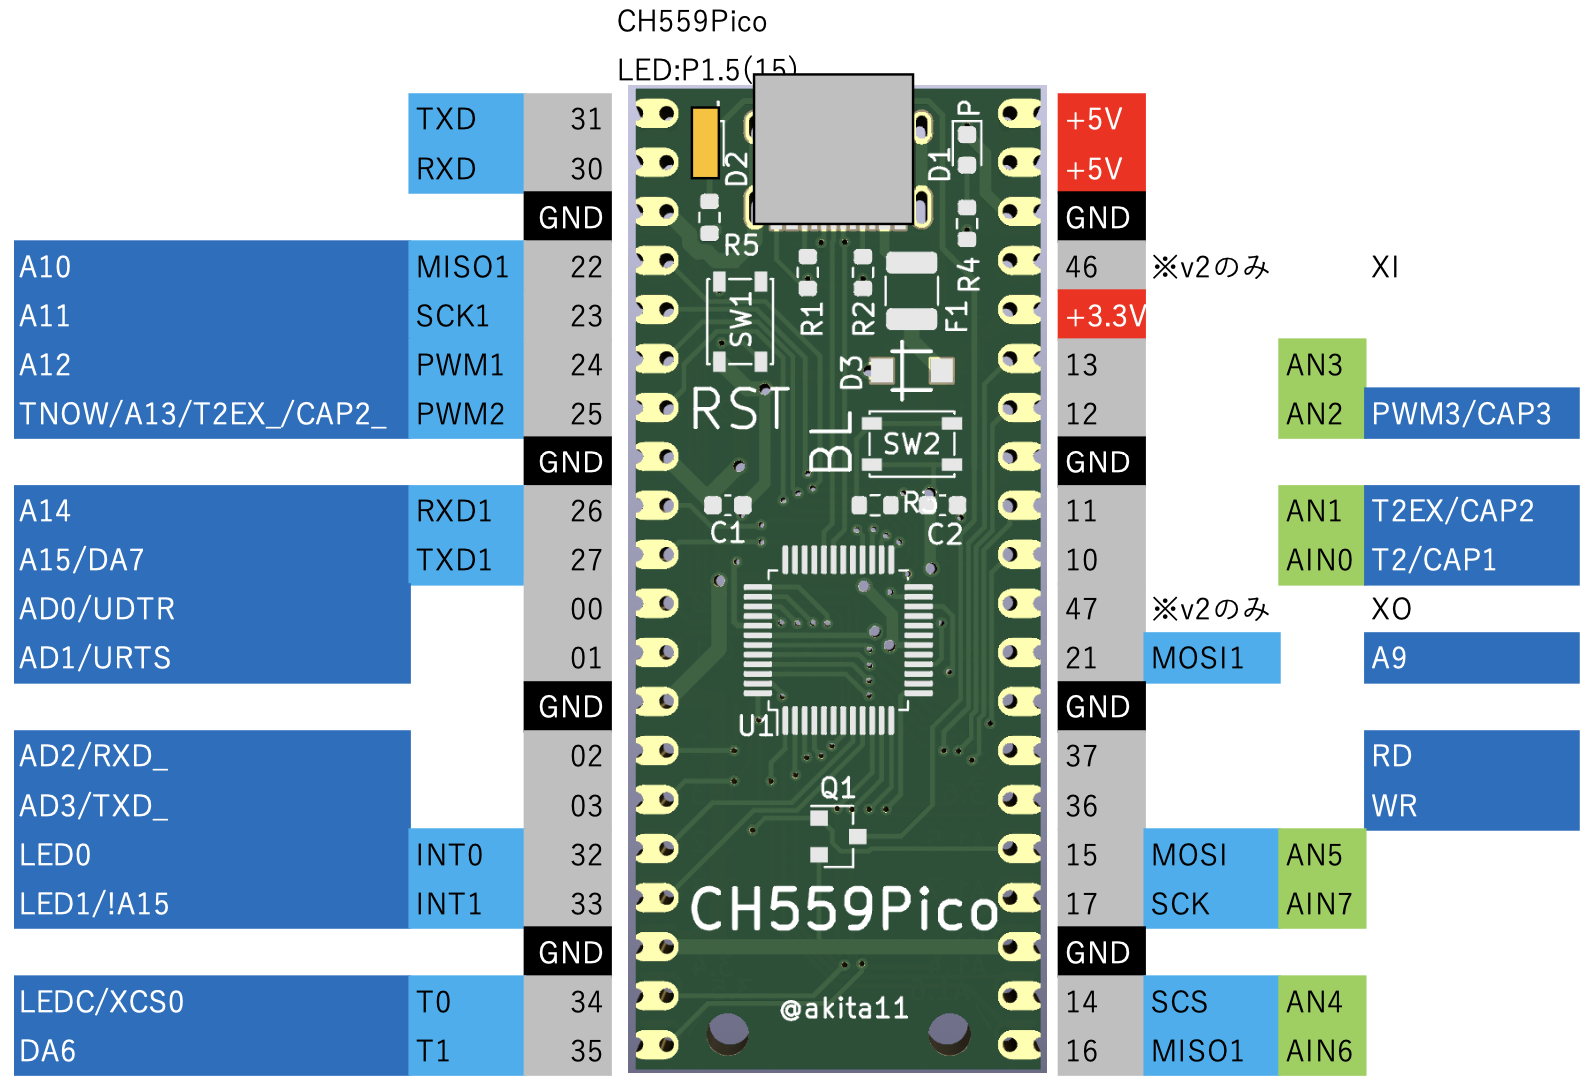 CH559Pico
LED:P1.5(15)
TXD 31 +5V
RXD 30 +5V
GND GND
A10 MISO1 22 46 ※v2のみ XI
A11 SCK1 23 +3.3V
A12 PWM1 24 13 AN3
TNOW/A13/T2EX_/CAP2_ PWM2 25 12 AN2 PWM3/CAP3
GND GND
A14 RXD1 26 11 AN1 T2EX/CAP2
A15/DA7 TXD1 27 10 AIN0 T2/CAP1
AD0/UDTR 00 47 ※v2のみ XO
AD1/URTS 01 21 MOSI1 A9
GND GND
AD2/RXD_ 02 37 RD
AD3/TXD_ 03 36 WR
LED0 INT0 32 15 MOSI AN5
LED1/!A15 INT1 33 17 SCK AIN7
GND GND
LEDC/XCS0 T0 34 14 SCS AN4
DA6 T1 35 16 MISO1 AIN6
P
D2 D1
R5 R4
SW1 R1 R2 F1
D3
RST BL SW2
C1 R3 C2
U1
Q1
CH559Pico
@akita11